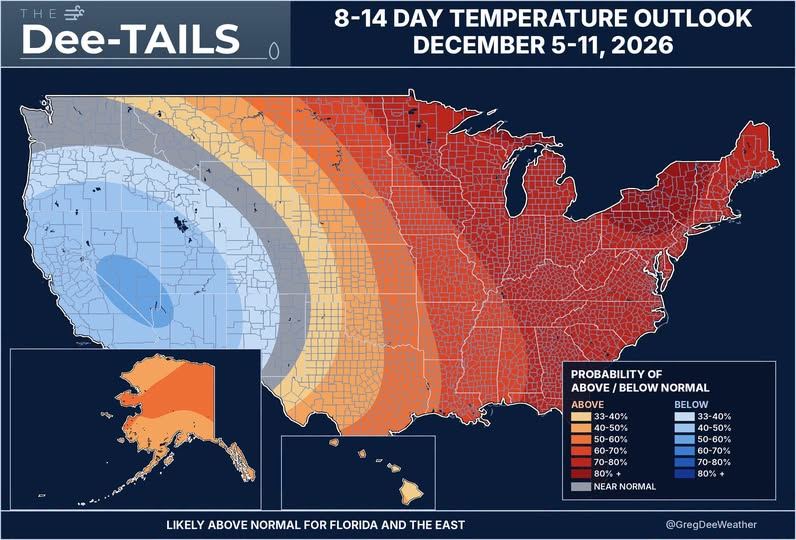 THE
Dee-TAILS
8-14 DAY TEMPERATURE OUTLOOK
DECEMBER 5-11, 2026
PROBABILITY OF
ABOVE / BELOW NORMAL
ABOVE BELOW
33-40% 33-40%
40-50% 40-50%
50-60% 50-60%
60-70% 60-70%
70-80% 70-80%
80% + 80% +
NEAR NORMAL
LIKELY ABOVE NORMAL FOR FLORIDA AND THE EAST
@GregDeeWeather